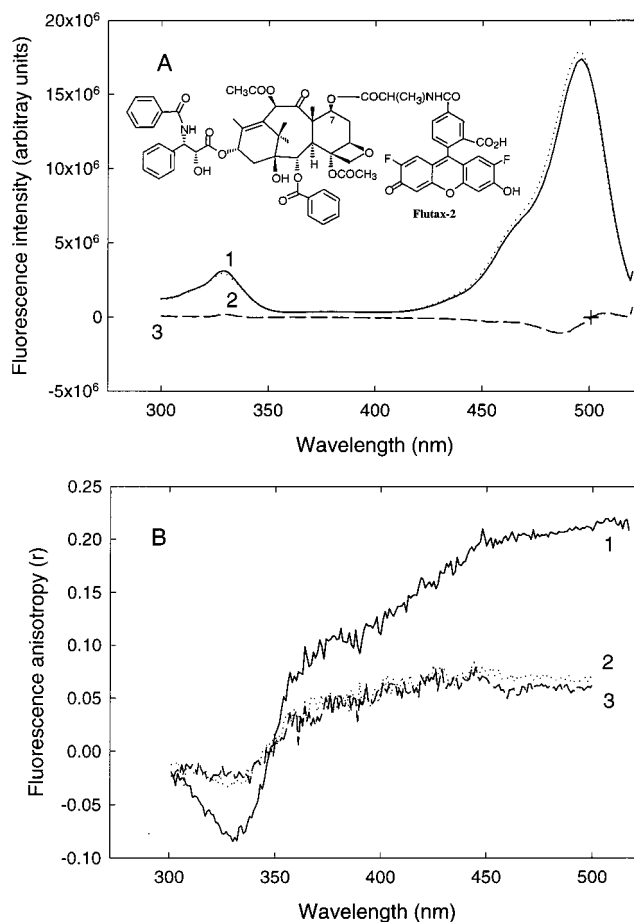 Fluorescence intensity (arbitray units)
20x10⁶
15x10⁶
10x10⁶
5x10⁶
0
-5x10⁶
A
CH₃CO
O
O
O
7
OCOCH(CH₃)NHCO
O
NH
CO
O
OH
OH
O
H
O
OCOCH₃
O
CO₂H
F
F
O
O
OH
Flutax-2
1
2
3
300
350
400
450
500
Wavelength (nm)
Fluorescence anisotropy (r)
0.25
0.20
0.15
0.10
0.05
0.00
-0.05
-0.10
B
1
2
3
300
350
400
450
500
Wavelength (nm)